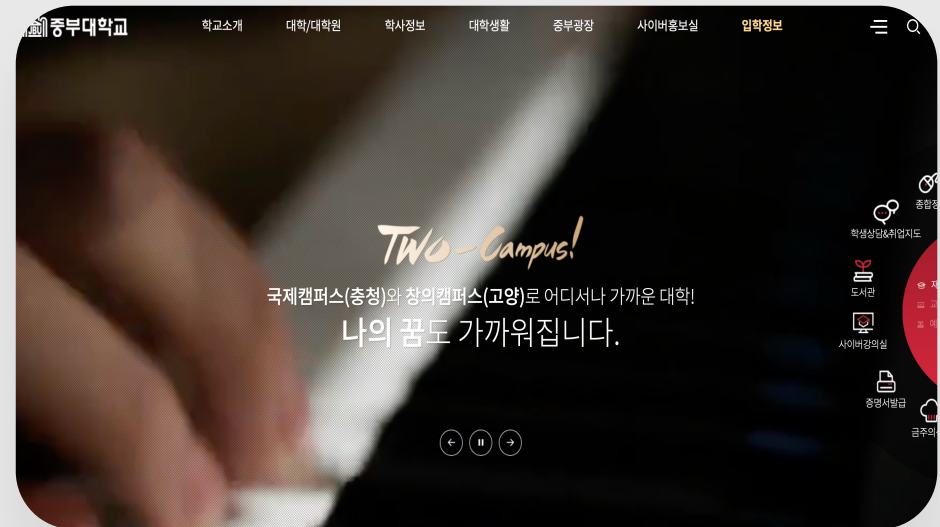 JBU 중부대학교
학교소개 대학/대학원 학사정보 대학생활 중부광장 사이버홍보실 입학정보
TWO-Campus!
국제캠퍼스(충청)와 창의캠퍼스(고양)로 어디서나 가까운 대학!
나의 꿈도 가까워집니다.
종합정
학생상담&취업지도
도서관
사이버강의실
증명서발급
금주의